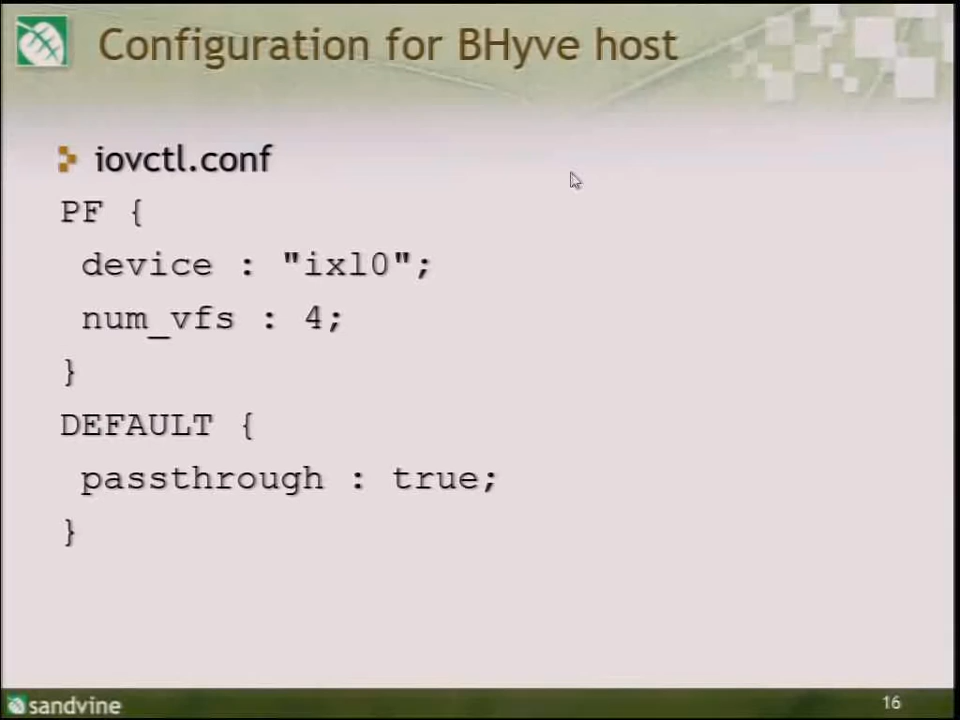 Configuration for BHyve host
iovctl.conf
PF {
device : "ixl0";
num_vfs : 4;
}
DEFAULT {
passthrough : true;
}
sandvine
16